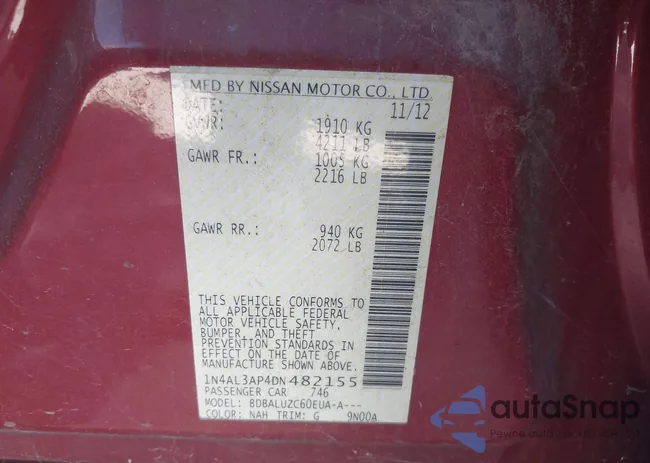 MFD BY NISSAN MOTOR CO., LTD.
DATE: 11/12
GVWR: 1910 KG
4211 LB
GAWR FR.: 1005 KG
2216 LB
GAWR RR.: 940 KG
2072 LB
THIS VEHICLE CONFORMS TO
ALL APPLICABLE FEDERAL
MOTOR VEHICLE SAFETY,
BUMPER, AND THEFT
PREVENTION STANDARDS IN
EFFECT ON THE DATE OF
MANUFACTURE SHOWN ABOVE.
1N4AL3AP4DN482155
PASSENGER CAR 746
MODEL: BDBALUZC60EUA-A---
COLOR: NAH TRIM: G 9N00A
autoSnap